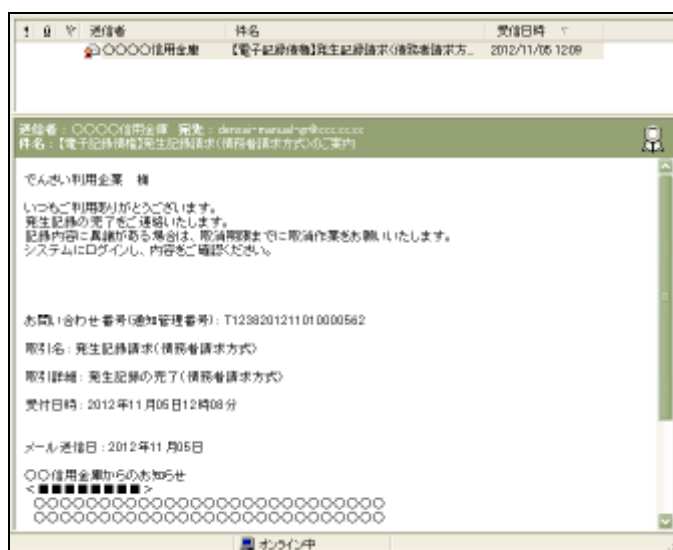 ! 送信者 件名 受信日時
〇〇〇〇信用金庫 【電子記録債権】発生記録請求(債務者請求方... 2012/11/05 12:09
送信者：〇〇〇〇信用金庫 宛先：
件名：【電子記録債権】発生記録請求(債務者請求方式)のご案内
でんさい利用企業 様
いつもご利用ありがとうございます。
発生記録の完了をご連絡いたします。
記録内容に異議がある場合は、取消期限までに取消作業をお願いいたします。
システムにログインし、内容をご確認ください。
お問い合わせ番号(通知管理番号)：T1238201211010000562
取引名：発生記録請求(債務者請求方式)
取引詳細：発生記録の完了(債務者請求方式)
受付日時：2012年11月05日12時08分
メール送信日：2012年11月05日
〇〇信用金庫からのお知らせ
<■■■■■■■■>
〇〇〇〇〇〇〇〇〇〇〇〇〇〇〇〇〇〇〇〇〇〇〇〇〇〇〇
〇〇〇〇〇〇〇〇〇〇〇〇〇〇〇〇〇〇〇〇〇〇〇〇〇〇〇
オンライン中